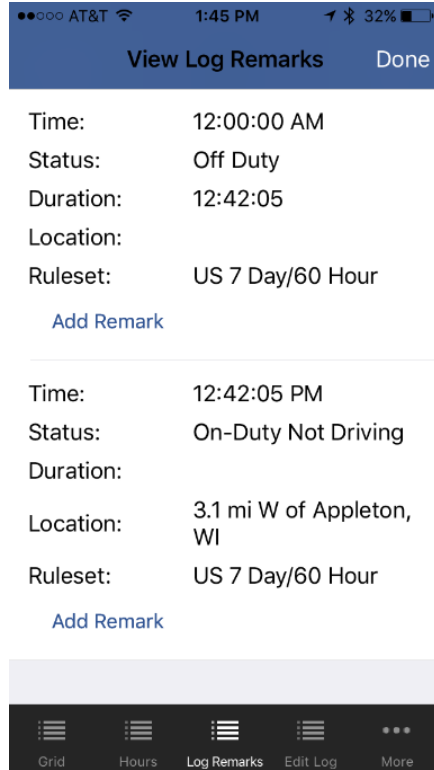 AT&T 1:45 PM 32%
View Log Remarks Done
Time: 12:00:00 AM
Status: Off Duty
Duration: 12:42:05
Location:
Ruleset: US 7 Day/60 Hour
Add Remark
Time: 12:42:05 PM
Status: On-Duty Not Driving
Duration:
Location: 3.1 mi W of Appleton,
WI
Ruleset: US 7 Day/60 Hour
Add Remark
Grid Hours Log Remarks Edit Log More